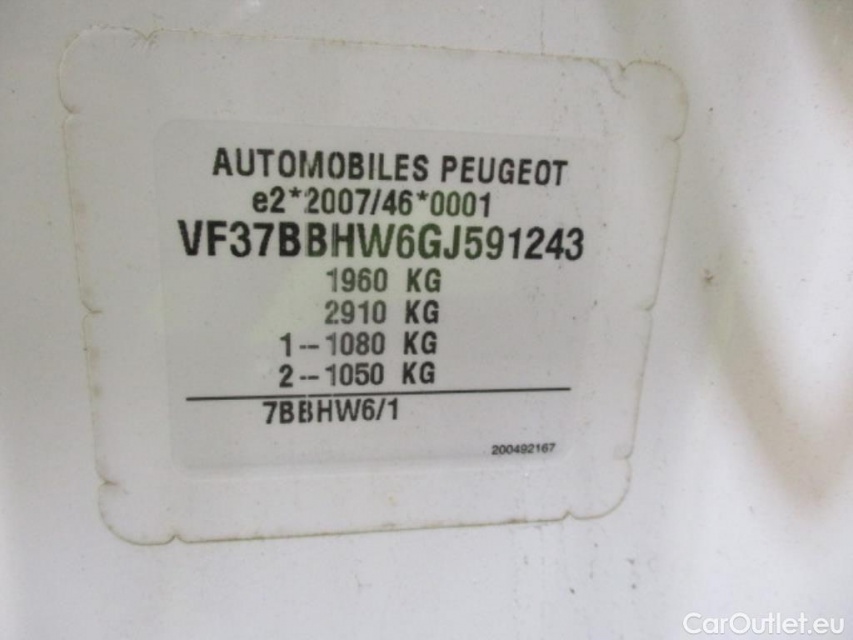 AUTOMOBILES PEUGEOT
e2*2007/46*0001
VF37BBHW6GJ591243
1960 KG
2910 KG
1--1080 KG
2--1050 KG
7BBHW6/1
200492167
CarOutlet.eu